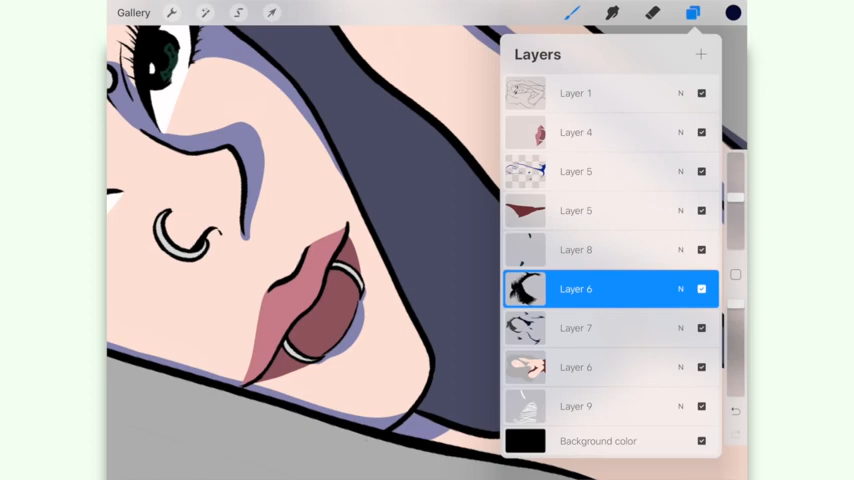 Gallery
Layers
Layer 1 N
Layer 4 N
Layer 5 N
Layer 5 N
Layer 8 N
Layer 6 N
Layer 7 N
Layer 6 N
Layer 9 N
Background color